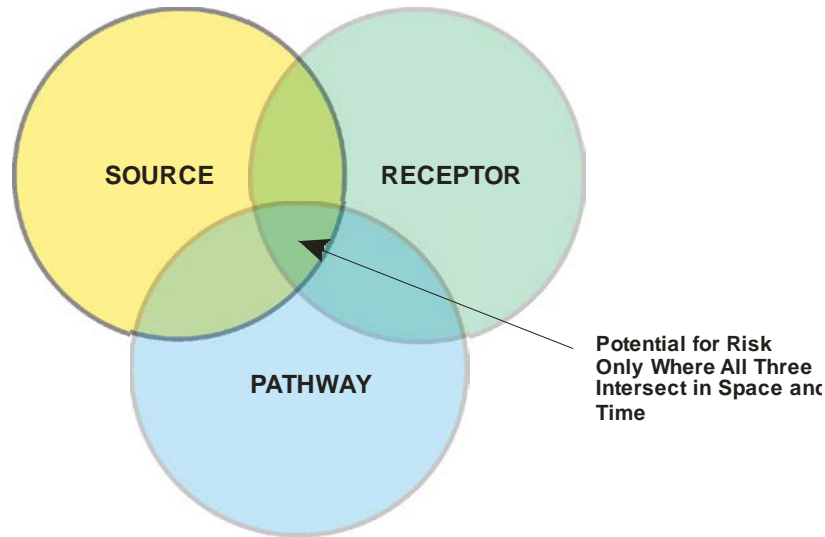 SOURCE
RECEPTOR
PATHWAY
Potential for Risk
Only Where All Three
Intersect in Space and
Time